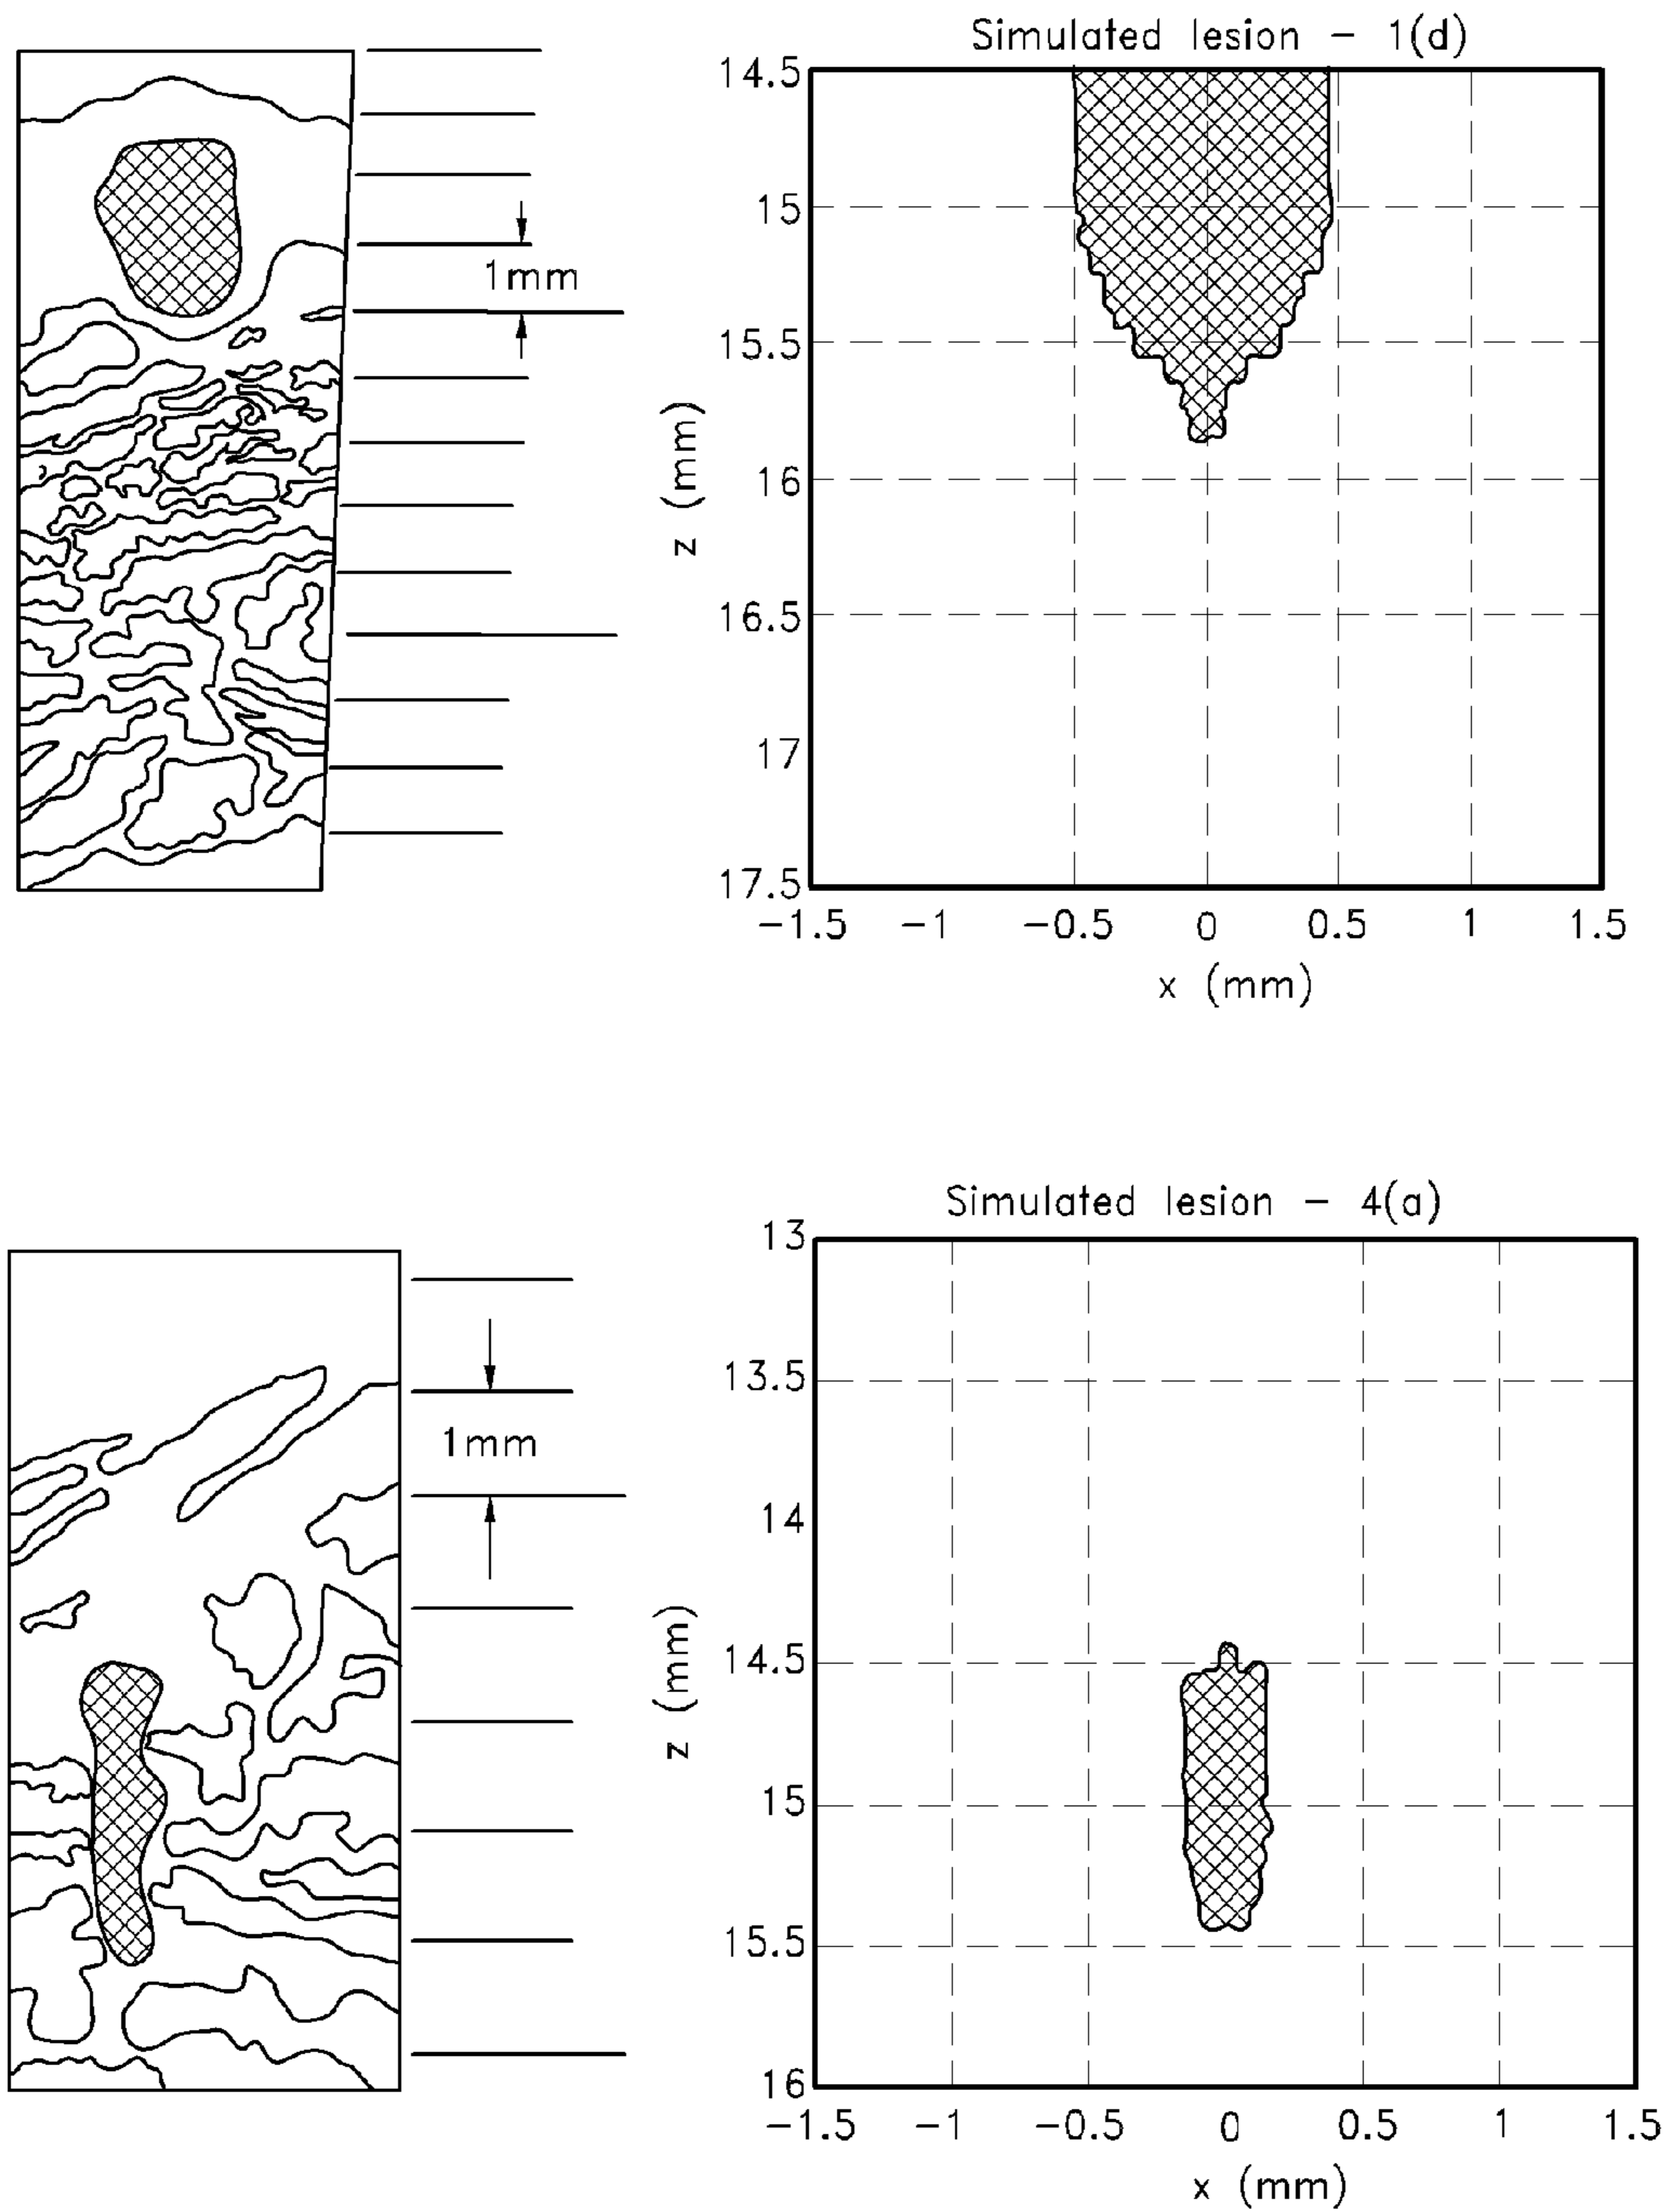 Simulated lesion - 1(d)
14.5
15
1mm
15.5
z (mm)
16
16.5
17
17.5
-1.5 -1 -0.5 0 0.5 1 1.5
x (mm)
Simulated lesion - 4(a)
13
13.5
1mm
14
14.5
z (mm)
15
15.5
16
-1.5 -1 -0.5 0 0.5 1 1.5
x (mm)